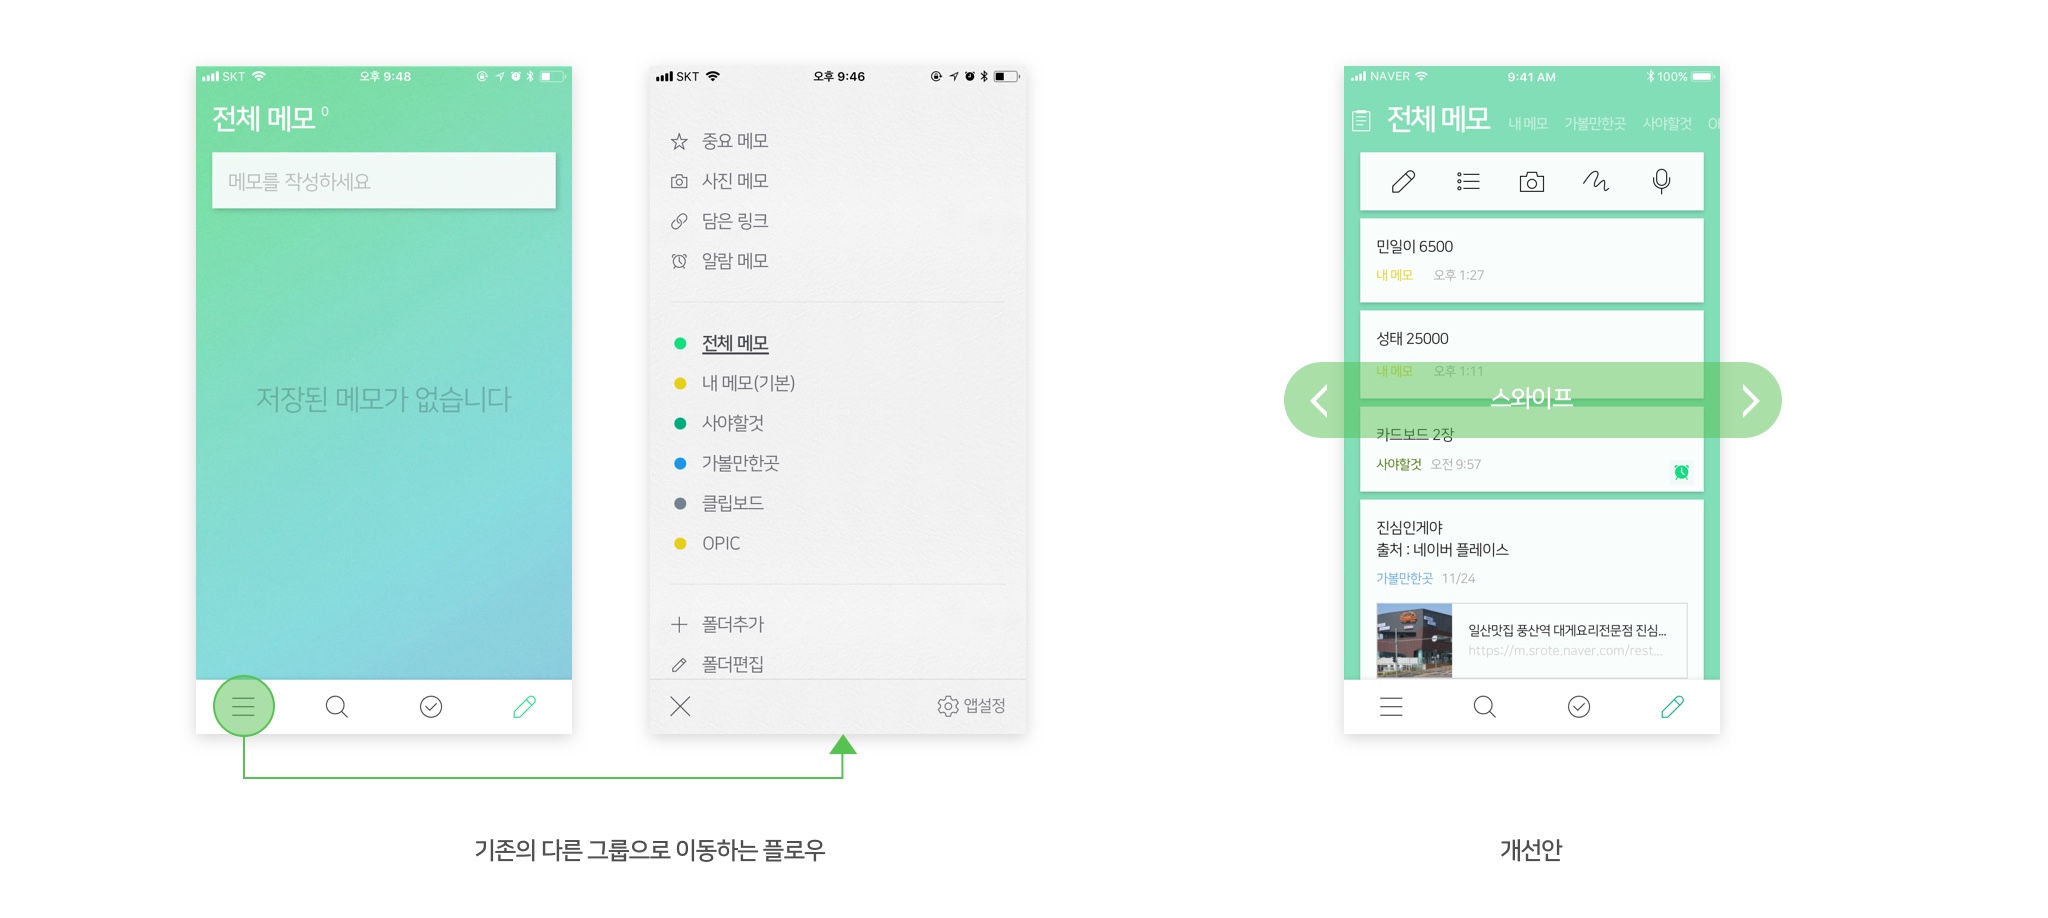 SKT 오후 9:48
전체 메모 0
메모를 작성하세요
저장된 메모가 없습니다
SKT 오후 9:46
중요 메모
사진 메모
담은 링크
알람 메모
전체 메모
내 메모(기본)
사야할것
가볼만한곳
클립보드
OPIC
폴더추가
폴더편집
앱설정
기존의 다른 그룹으로 이동하는 플로우
NAVER 9:41 AM 100%
전체 메모 내 메모 가볼만한곳 사야할것
민일이 6500
내 메모 오후 1:27
성태 25000
내 메모 오후 1:11
스와이프
카드보드 2장
사야할것 오전 9:57
진심인게야
출처 : 네이버 플레이스
가볼만한곳 11/24
일산맛집 풍산역 대게요리전문점 진심...
https://m.srote.naver.com/rest...
개선안